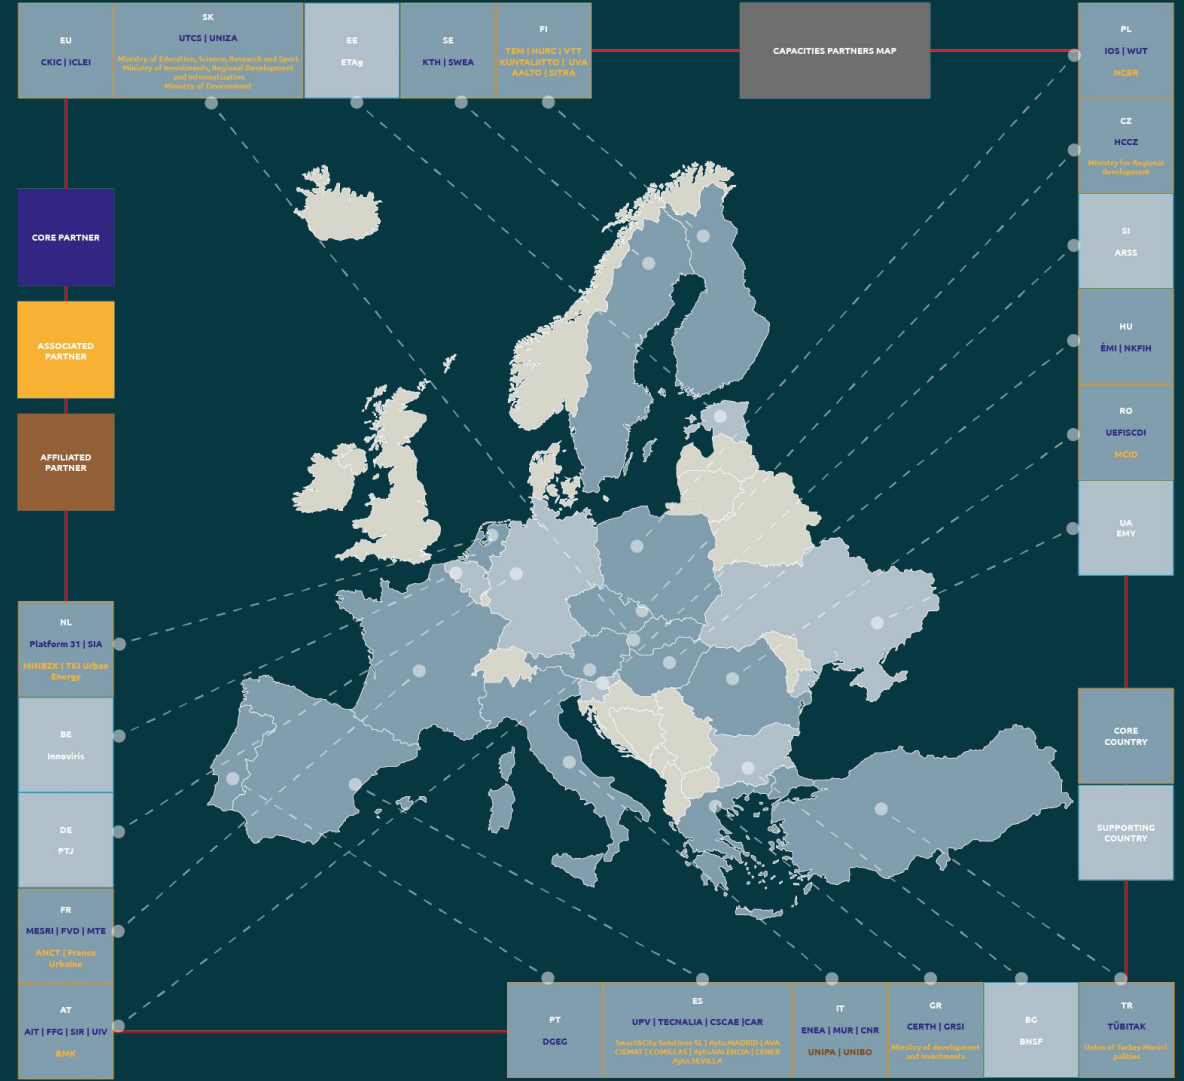 EU
CKIC | ICLEI
SK
UTCS | UNIZA
Ministry of Education, Science, Research and Sport
Ministry of Investments, Regional Development
and Informatization
Ministry of Environment
EE
ETAg
SE
KTH | SWEA
FI
TEM | HURC | VTT
KUNTALIITTO | UVA
AALTO | SITRA
CAPACITIES PARTNERS MAP
PL
IOS | WUT
NCBR
CZ
HCCZ
Ministry for Regional
development
SI
ARSS
HU
ÉMI | NKFIH
RO
UEFISCDI
MCID
UA
EMY
CORE PARTNER
ASSOCIATED
PARTNER
AFFILIATED
PARTNER
NL
Platform 31 | SIA
MINBZK | TKI Urban
Energy
BE
Innoviris
DE
PTJ
FR
MESRI | FVD | MTE
ANCT | France
Urbaine
AT
AIT | FFG | SIR | UIV
BMK
CORE
COUNTRY
SUPPORTING
COUNTRY
PT
DGEG
ES
UPV | TECNALIA | CSCAE |CAR
Smart&City Solutions SL | Ayto.MADRID | AVA
CIEMAT | COMILLAS | Ayto.VALENCIA | CENER
Ayto.SEVILLA
IT
ENEA | MUR | CNR
UNIPA | UNIBO
GR
CERTH | GRSI
Minsitry of development
and investments
BG
BNSF
TR
TÜBITAK
Union of Turkey Munici-
palities